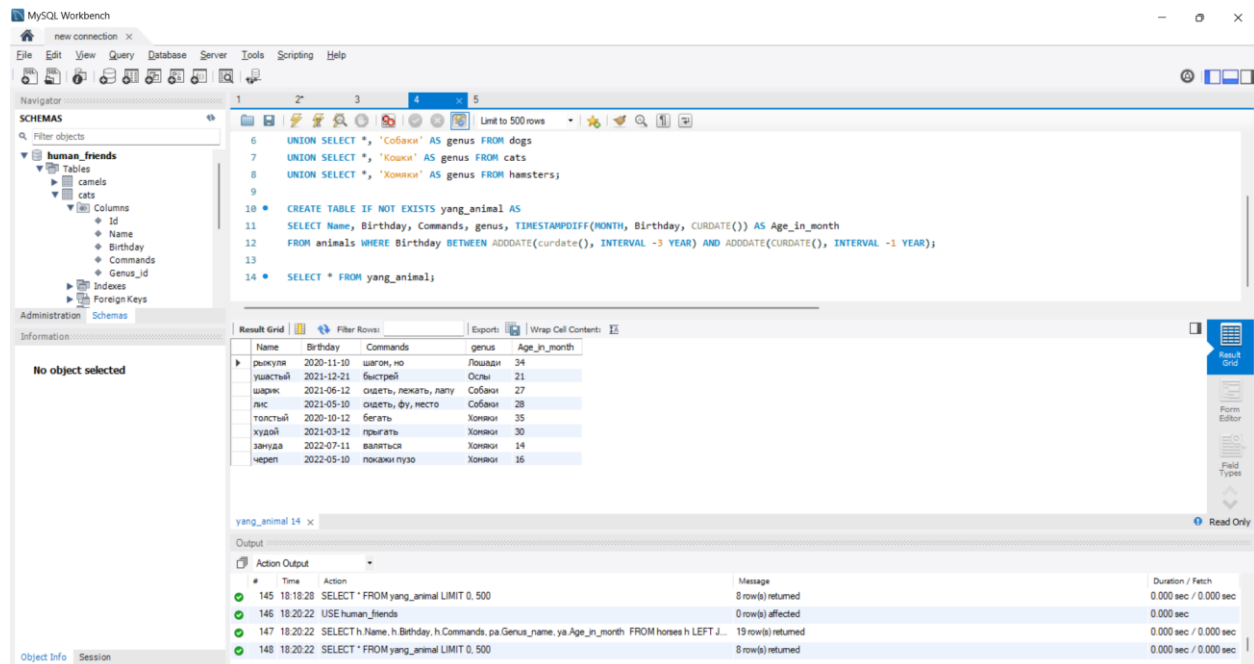 MySQL Workbench
new connection ×
File Edit View Query Database Server Tools Scripting Help
Navigator
SCHEMAS
Filter objects
human_friends
Tables
camels
cats
Columns
Id
Name
Birthday
Commands
Genus_id
Indexes
Foreign Keys
Administration Schemas
Information
No object selected
Object Info Session
1 2* 3 4 × 5
Limit to 500 rows
6 UNION SELECT *, 'Собаки' AS genus FROM dogs
7 UNION SELECT *, 'Кошки' AS genus FROM cats
8 UNION SELECT *, 'Хомяки' AS genus FROM hamsters;
9
10 CREATE TABLE IF NOT EXISTS yang_animal AS
11 SELECT Name, Birthday, Commands, genus, TIMESTAMPDIFF(MONTH, Birthday, CURDATE()) AS Age_in_month
12 FROM animals WHERE Birthday BETWEEN ADDDATE(curdate(), INTERVAL -3 YEAR) AND ADDDATE(CURDATE(), INTERVAL -1 YEAR);
13
14 SELECT * FROM yang_animal;
Result Grid Filter Rows: Export: Wrap Cell Content:
Name Birthday Commands genus Age_in_month
рыжуля 2020-11-10 шагом, но Лошади 34
ушастый 2021-12-21 быстрей Ослы 21
шарик 2021-06-12 сидеть, лежать, лапу Собаки 27
лис 2021-05-10 сидеть, фу, место Собаки 28
толстый 2020-10-12 бегать Хомяки 35
худой 2021-03-12 прыгать Хомяки 30
зануда 2022-07-11 валяться Хомяки 14
череп 2022-05-10 покажи пузо Хомяки 16
Result
Grid
Form
Editor
Field
Types
yang_animal 14 ×
Read Only
Output
Action Output
# Time Action Message Duration / Fetch
145 18:18:28 SELECT * FROM yang_animal LIMIT 0, 500 8 row(s) returned 0.000 sec / 0.000 sec
146 18:20:22 USE human_friends 0 row(s) affected 0.000 sec
147 18:20:22 SELECT h.Name, h.Birthday, h.Commands, pa.Genus_name, ya.Age_in_month FROM horses h LEFT J... 19 row(s) returned 0.000 sec / 0.000 sec
148 18:20:22 SELECT * FROM yang_animal LIMIT 0, 500 8 row(s) returned 0.000 sec / 0.000 sec